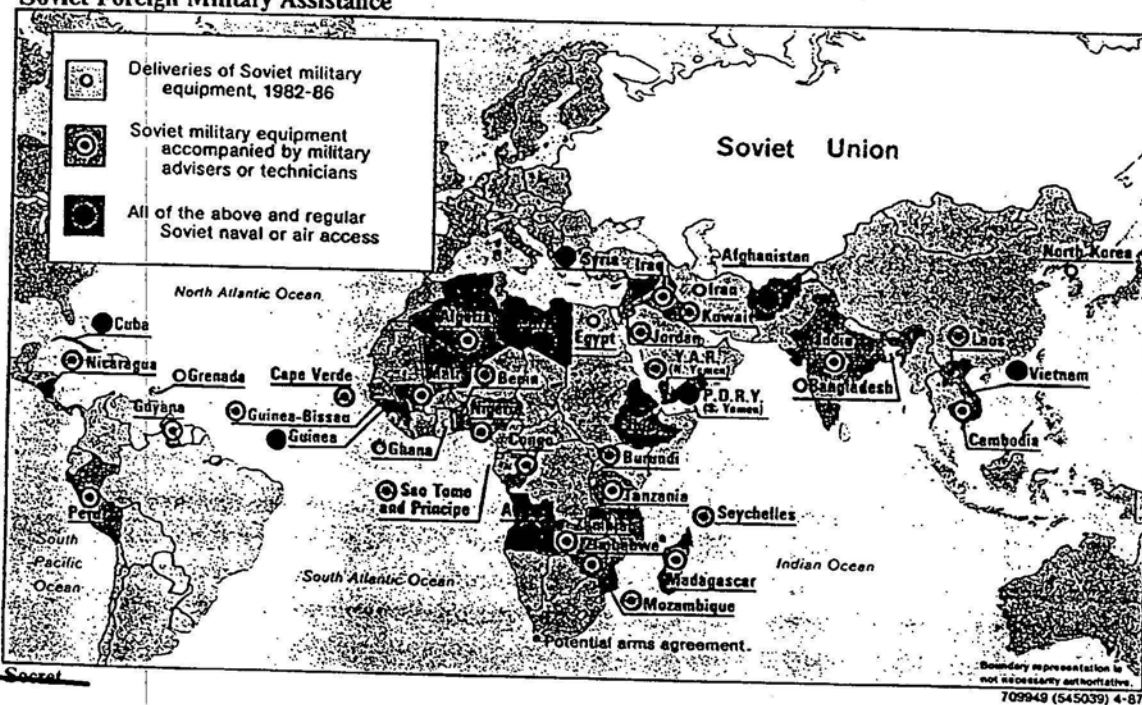 Soviet Foreign Military Assistance
Deliveries of Soviet military
equipment, 1982-86
Soviet military equipment
accompanied by military
advisers or technicians
All of the above and regular
Soviet naval or air access
Soviet Union
North Atlantic Ocean
Cuba
Nicaragua
Grenada
Guyana
Peru
South
Pacific
Ocean
Cape Verde
Guinea-Bissau
Guinea
Ghana
Sao Tome
and Principe
South Atlantic Ocean
Algeria
Mali
Benin
Nigeria
Congo
Egypt
Syria
Iraq
Iran
Kuwait
Jordan
Y.A.R.
(N. Yemen)
P.D.R.Y.
(S. Yemen)
Afghanistan
India
Bangladesh
North Korea
Laos
Vietnam
Cambodia
Burundi
Tanzania
Zambia
Zimbabwe
Seychelles
Madagascar
Mozambique
Indian Ocean
Potential arms agreement.
Boundary representation is
not necessarily authoritative.
Secret
709949 (545039) 4-87